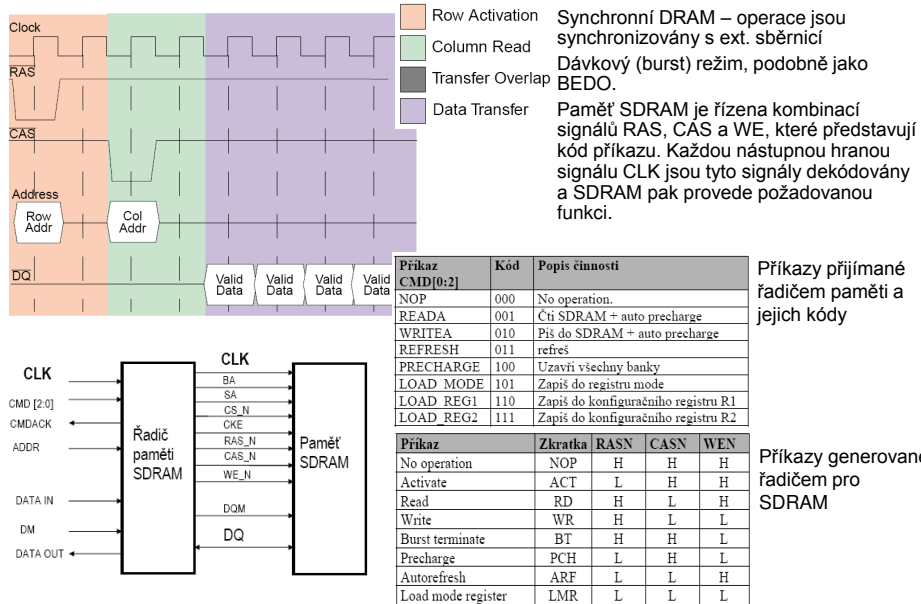 Clock
RAS
CAS
Address
Row Addr
Col Addr
DQ
Valid Data
Valid Data
Valid Data
Valid Data
Row Activation
Column Read
Transfer Overlap
Data Transfer
Synchronní DRAM – operace jsou
synchronizovány s ext. sběrnicí
Dávkový (burst) režim, podobně jako
BEDO.
Paměť SDRAM je řízena kombinací
signálů RAS, CAS a WE, které představují
kód příkazu. Každou nástupnou hranou
signálu CLK jsou tyto signály dekódovány
a SDRAM pak provede požadovanou
funkci.
Příkaz CMD[0:2] Kód Popis činnosti
NOP 000 No operation.
READA 001 Čti SDRAM + auto precharge
WRITEA 010 Piš do SDRAM + auto precharge
REFRESH 011 refreš
PRECHARGE 100 Uzavři všechny banky
LOAD_MODE 101 Zapiš do registru mode
LOAD_REG1 110 Zapiš do konfiguračního registru R1
LOAD_REG2 111 Zapiš do konfiguračního registru R2
Příkazy přijímané
řadičem paměti a
jejich kódy
CLK
CMD [2:0]
CMDACK
ADDR
DATA IN
DM
DATA OUT
Řadič
paměti
SDRAM
CLK
BA
SA
CS_N
CKE
RAS_N
CAS_N
WE_N
DQM
DQ
Paměť
SDRAM
Příkaz Zkratka RASN CASN WEN
No operation NOP H H H
Activate ACT L H H
Read RD H L H
Write WR H L L
Burst terminate BT H H L
Precharge PCH L H L
Autorefresh ARF L L H
Load mode register LMR L L L
Příkazy generované
řadičem pro
SDRAM